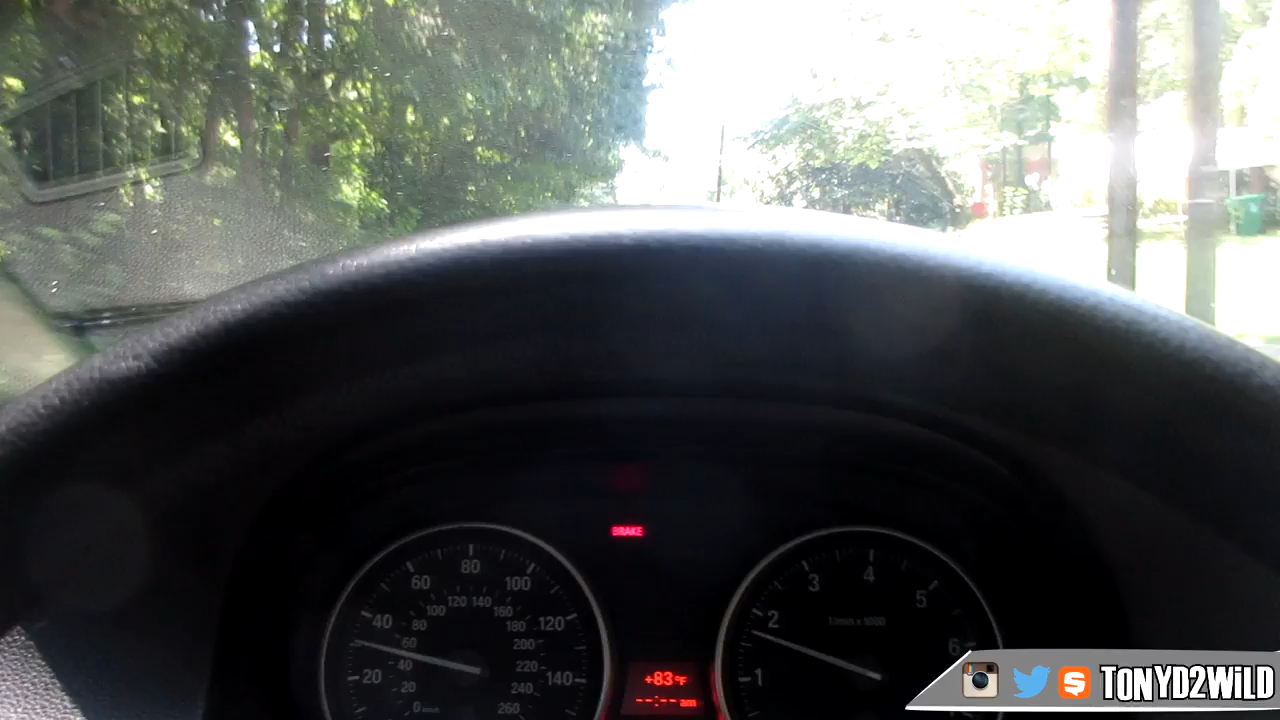 BRAKE
80
60 100
120 140
100 160
40 80 180 120
60 200
20 40 220 140
20 240
0 km/h 260
4
3 5
2 1/min x 1000
6
1
+83°F
--:-- am
TONYD2WILD